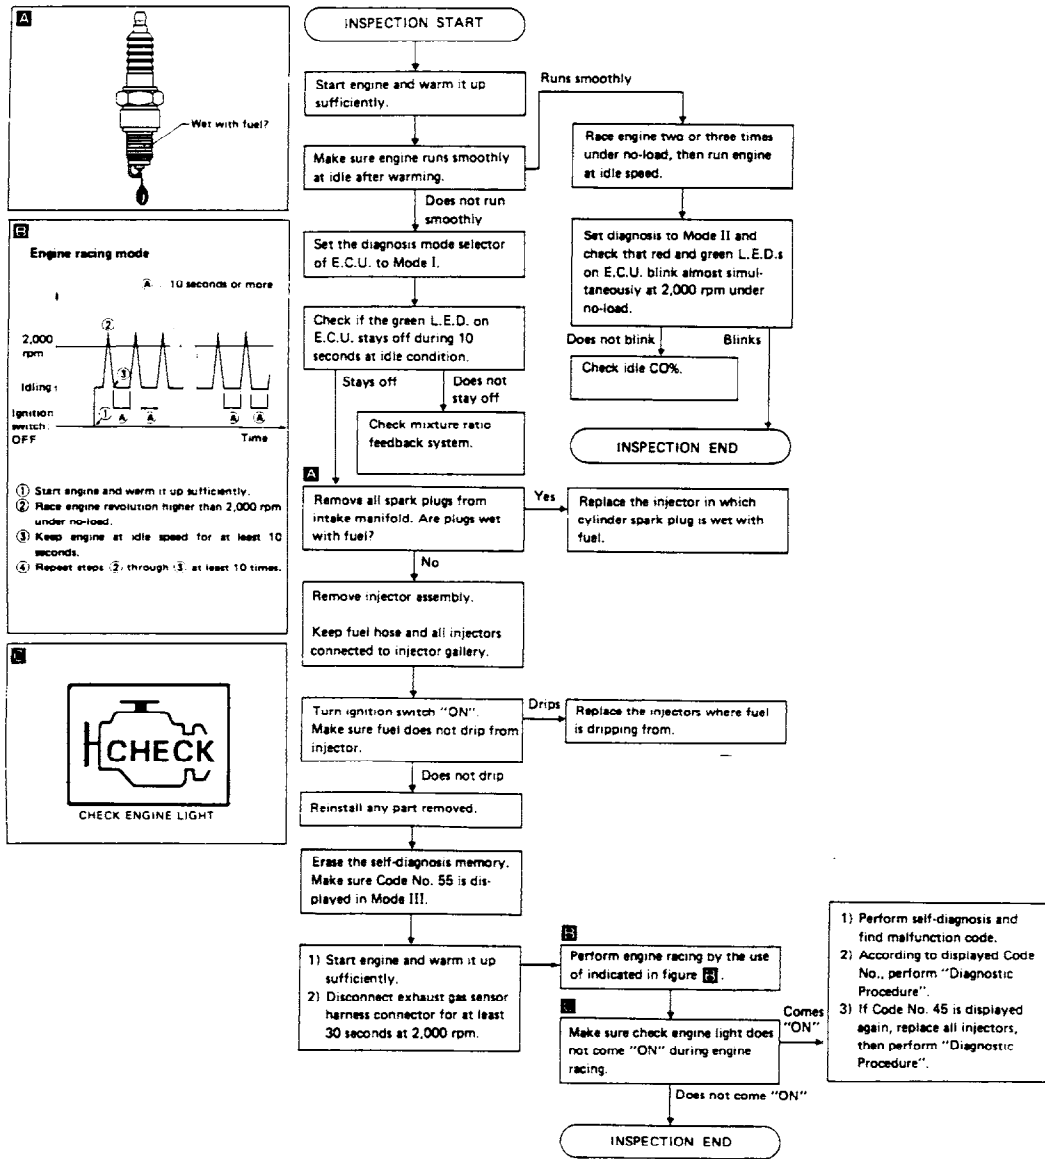 A
Wet with fuel?
B
Engine racing mode
A : 10 seconds or more
②
2,000
rpm
③
Idling
Ignition
switch
OFF
①
A
A
A
A
Time
① Start engine and warm it up sufficiently.
② Race engine revolution higher than 2,000 rpm
under no-load.
③ Keep engine at idle speed for at least 10
seconds.
④ Repeat steps ② through ③ at least 10 times.
CHECK
CHECK ENGINE LIGHT
INSPECTION START
Start engine and warm it up
sufficiently.
Runs smoothly
Make sure engine runs smoothly
at idle after warming.
Race engine two or three times
under no-load, then run engine
at idle speed.
Does not run
smoothly
Set the diagnosis mode selector
of E.C.U. to Mode I.
Set diagnosis to Mode II and
check that red and green L.E.D.s
on E.C.U. blink almost simul-
taneously at 2,000 rpm under
no-load.
Check if the green L.E.D. on
E.C.U. stays off during 10
seconds at idle condition.
Does not blink
Blinks
Check idle CO%.
Stays off
Does not
stay off
Check mixture ratio
feedback system.
INSPECTION END
A
Remove all spark plugs from
intake manifold. Are plugs wet
with fuel?
Yes
Replace the injector in which
cylinder spark plug is wet with
fuel.
No
Remove injector assembly.
Keep fuel hose and all injectors
connected to injector gallery.
Turn ignition switch "ON".
Make sure fuel does not drip from
injector.
Drips
Replace the injectors where fuel
is dripping from.
Does not drip
Reinstall any part removed.
Erase the self-diagnosis memory.
Make sure Code No. 55 is dis-
played in Mode III.
1) Start engine and warm it up
sufficiently.
2) Disconnect exhaust gas sensor
harness connector for at least
30 seconds at 2,000 rpm.
B
Perform engine racing by the use
of indicated in figure B.
Make sure check engine light does
not come "ON" during engine
racing.
Comes
"ON"
1) Perform self-diagnosis and
find malfunction code.
2) According to displayed Code
No., perform "Diagnostic
Procedure".
3) If Code No. 45 is displayed
again, replace all injectors,
then perform "Diagnostic
Procedure".
Does not come "ON"
INSPECTION END